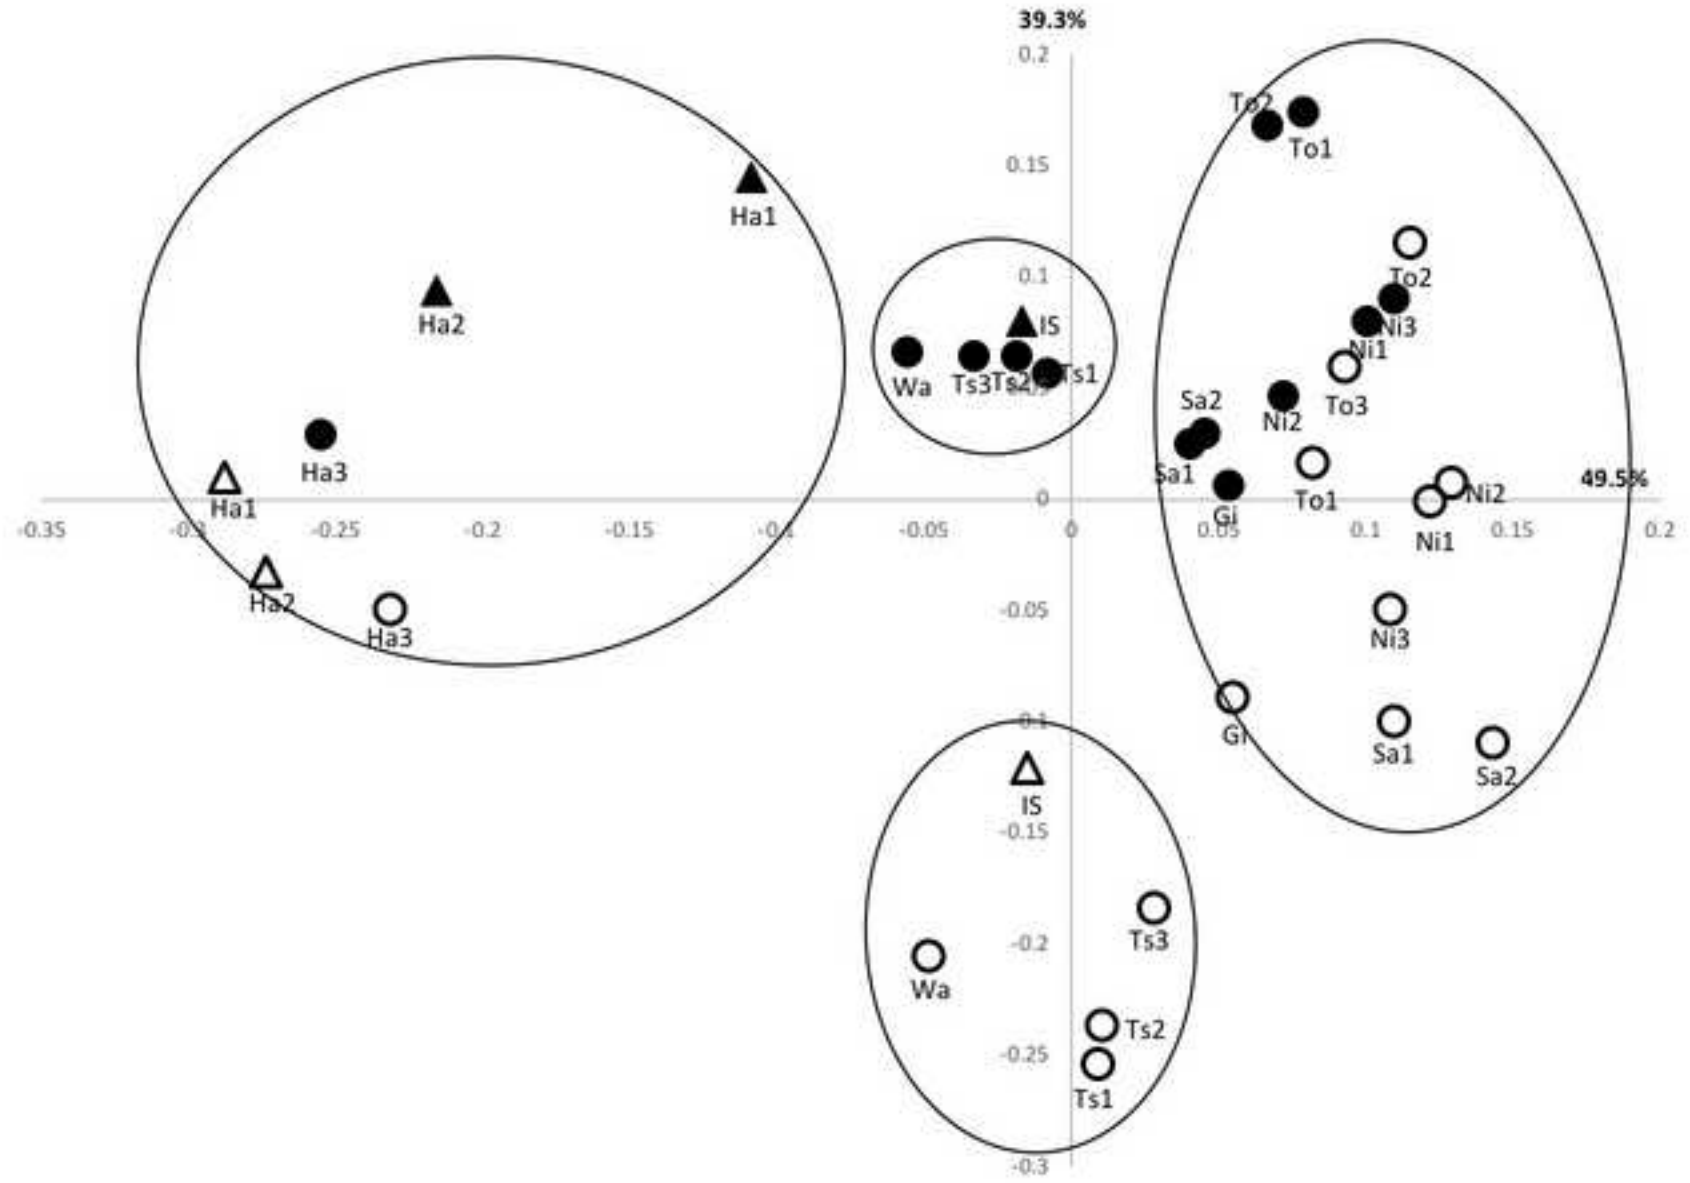 39.3%
0.2
To2
To1
0.15
Ha1
To2
0.1
Ha2
IS
Ni3
Ni1
Wa
Ts3
Ts2
Ts1
0.05
To3
Sa2
Ni2
Ha3
Sa1
49.5%
Ha1
0
Gi
To1
Ni2
-0.35
-0.3
-0.25
-0.2
-0.15
-0.1
-0.05
0
0.05
0.1
0.15
0.2
Ni1
Ha2
-0.05
Ha3
Ni3
-0.1
Gi
Sa1
Sa2
IS
-0.15
Ts3
-0.2
Wa
Ts2
-0.25
Ts1
-0.3